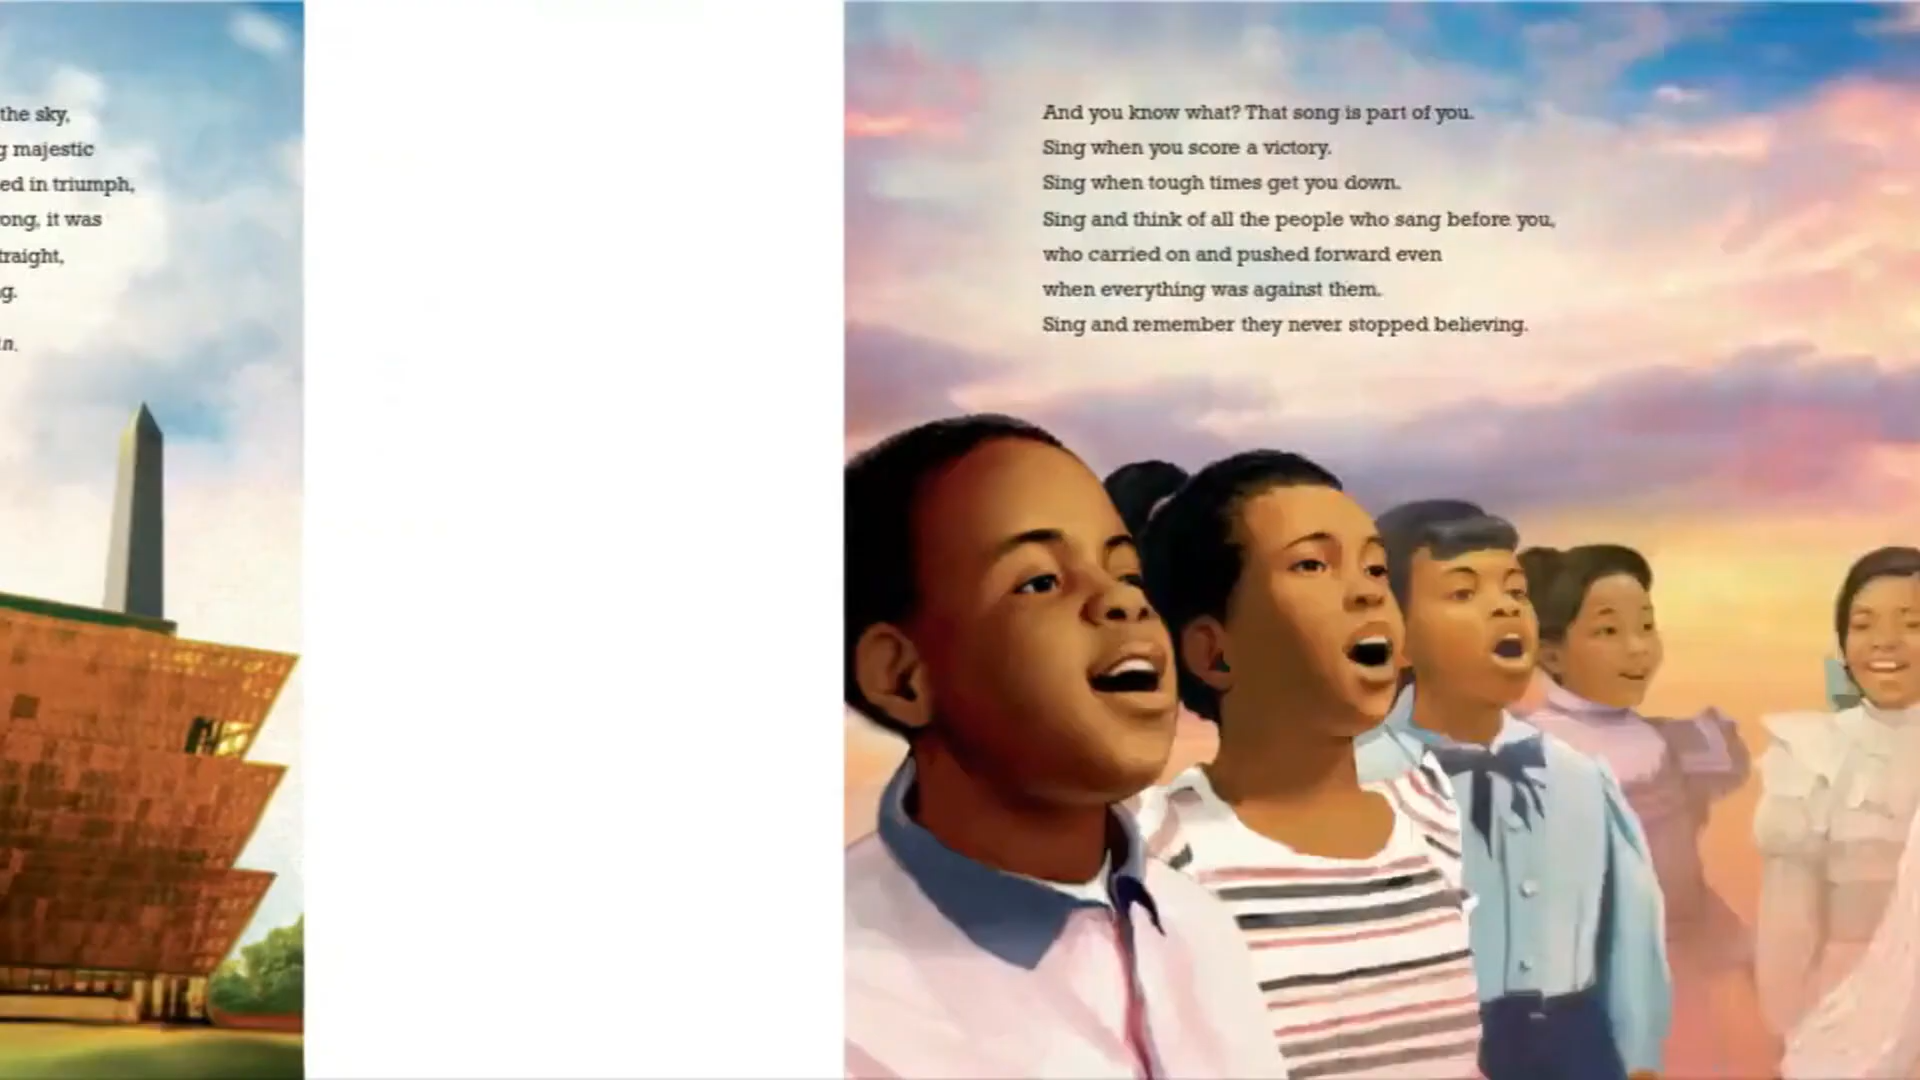 the sky,
majestic
in triumph,
it was
And you know what? That song is part of you.
Sing when you score a victory.
Sing when tough times get you down.
Sing and think of all the people who sang before you,
who carried on and pushed forward even
when everything was against them.
Sing and remember they never stopped believing.